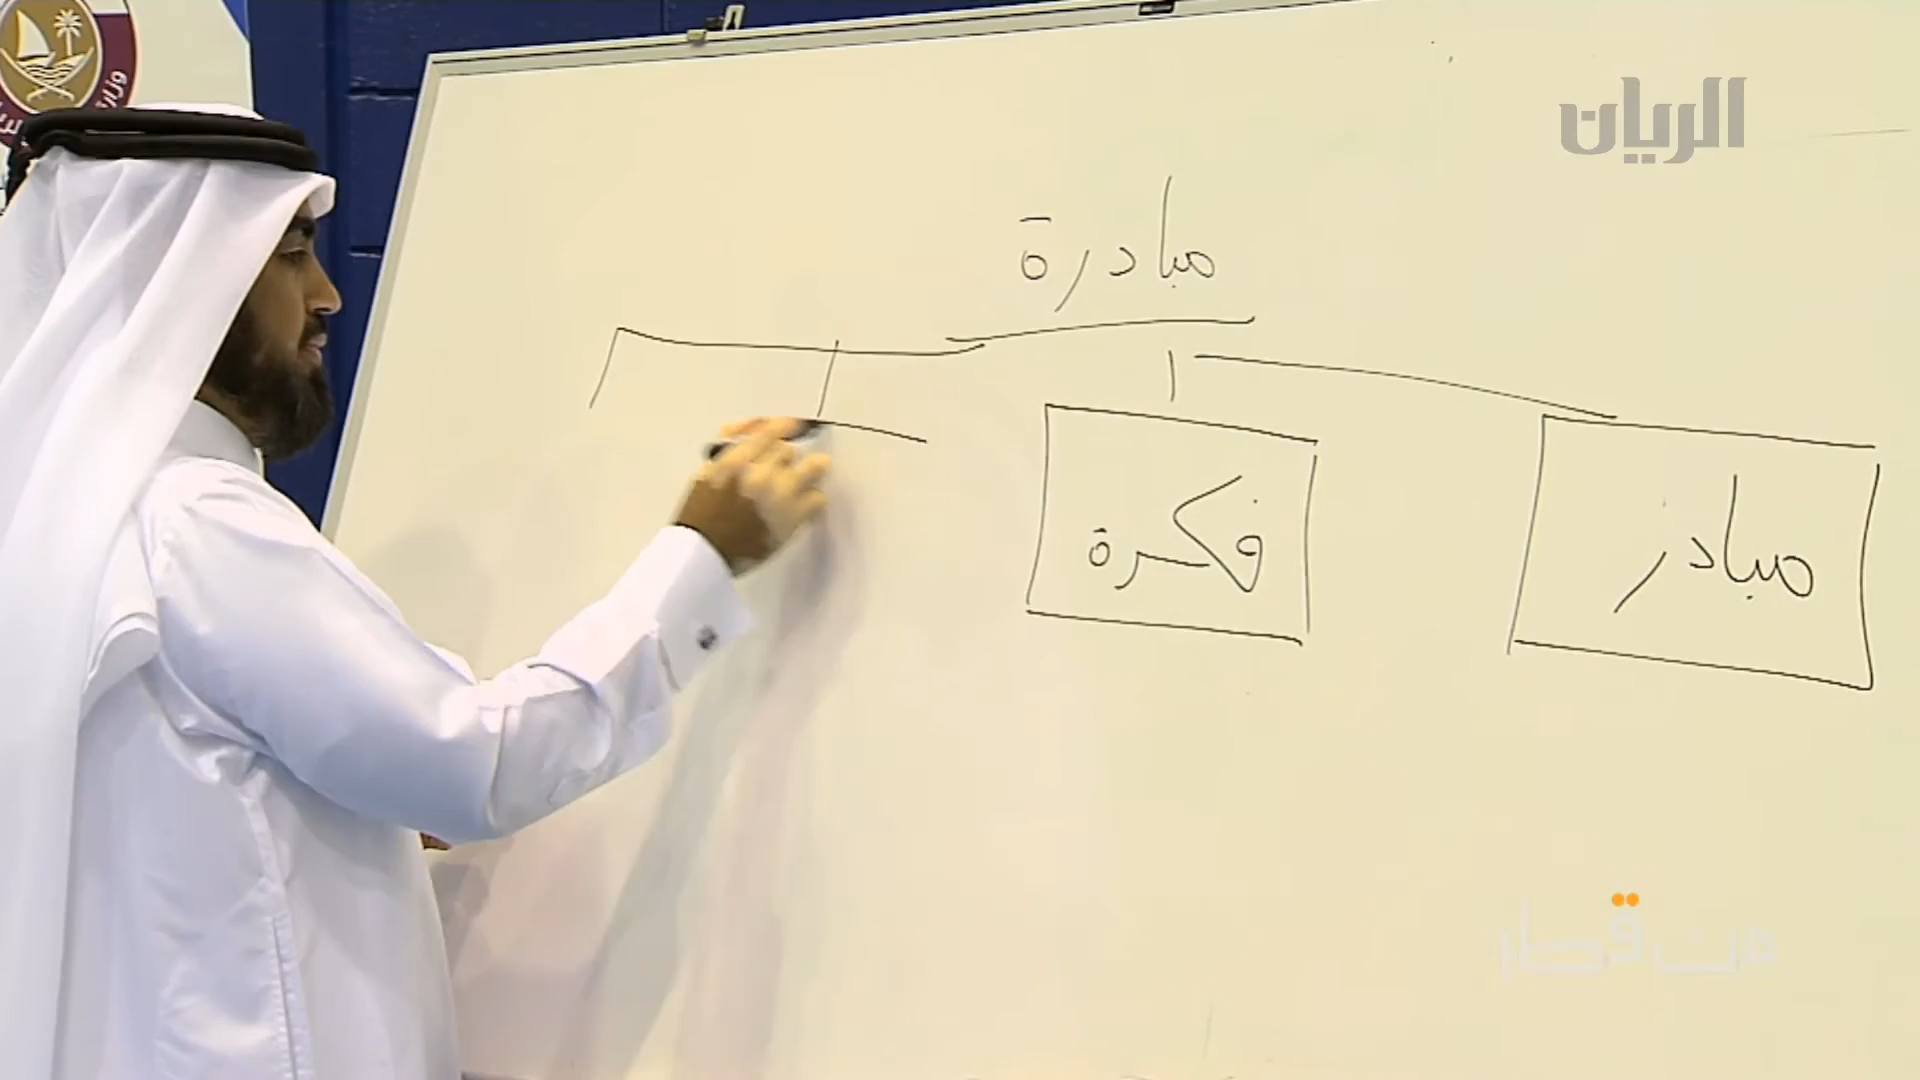 الريان
مبادرة
مبادر
فكرة
من قطر